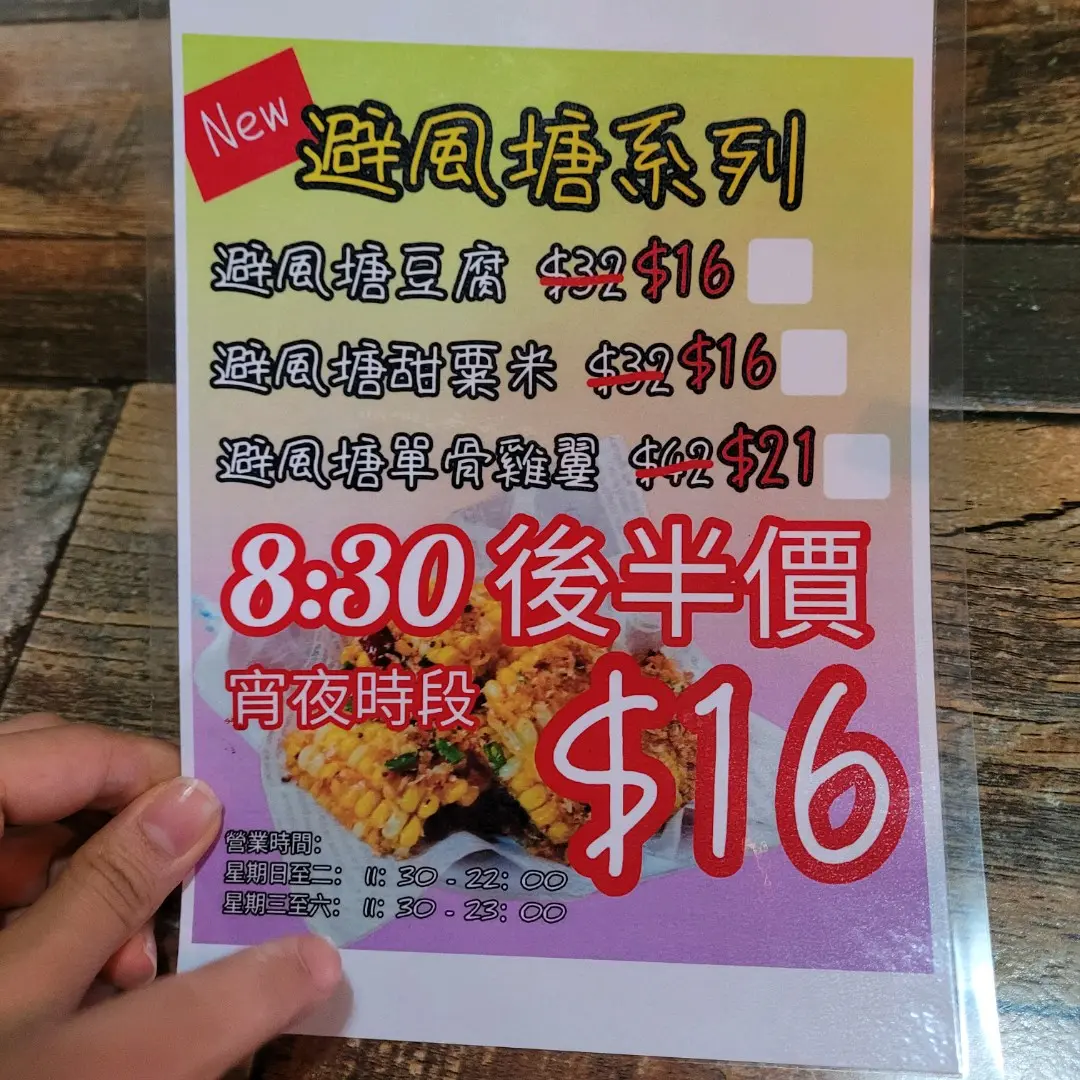 New
避風塘系列
避風塘豆腐 $32 $16
避風塘甜粟米 $32 $16
避風塘單骨雞翼 $42 $21
8:30 後半價
宵夜時段
$16
營業時間:
星期日至二: 11:30 - 22:00
星期三至六: 11:30 - 23:00